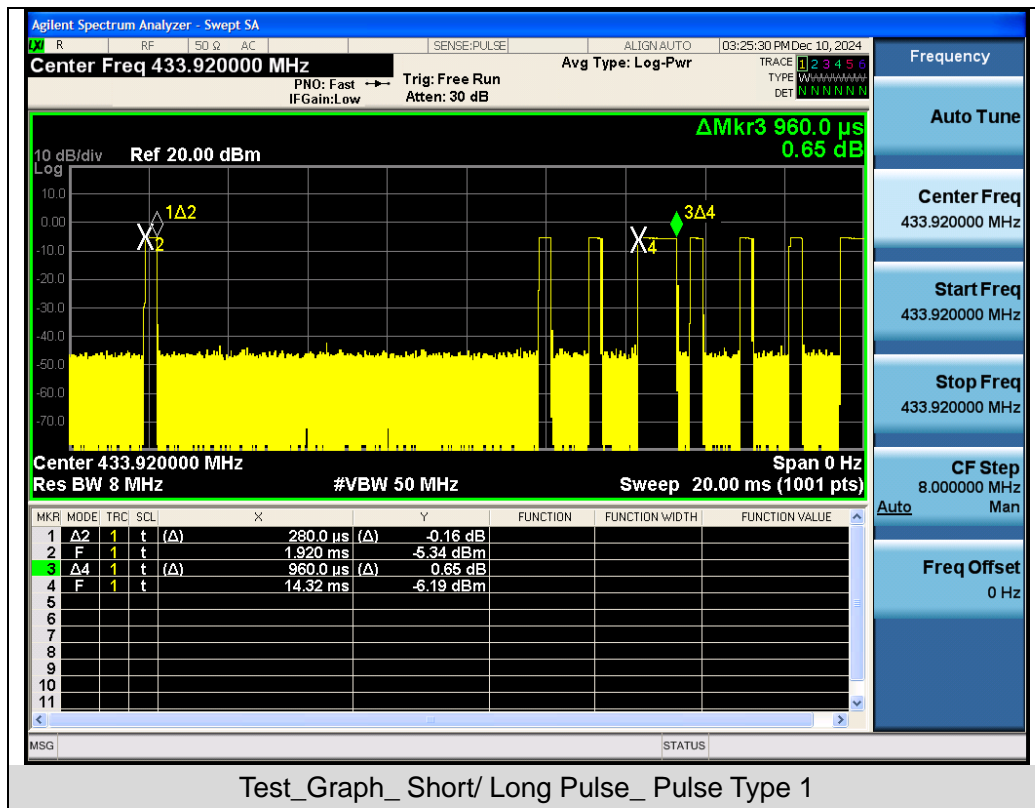 Agilent Spectrum Analyzer - Swept SA
LXI R RF 50 Ω AC SENSE:PULSE ALIGN AUTO 03:25:30 PM Dec 10, 2024
Center Freq 433.920000 MHz
PNO: Fast
IFGain:Low
Trig: Free Run
Atten: 30 dB
Avg Type: Log-Pwr
TRACE 1 2 3 4 5 6
TYPE WWWWWWW
DET N N N N N N
Frequency
Auto Tune
Center Freq
433.920000 MHz
Start Freq
433.920000 MHz
Stop Freq
433.920000 MHz
CF Step
8.000000 MHz
Auto Man
Freq Offset
0 Hz
ΔMkr3 960.0 µs
0.65 dB
10 dB/div Ref 20.00 dBm
Log
10.0
0.00
-10.0
-20.0
-30.0
-40.0
-50.0
-60.0
-70.0
1Δ2
2
3Δ4
4
Center 433.920000 MHz Span 0 Hz
Res BW 8 MHz #VBW 50 MHz Sweep 20.00 ms (1001 pts)
MKR MODE TRC SCL X Y FUNCTION FUNCTION WIDTH FUNCTION VALUE
1 Δ2 1 t (Δ) 280.0 µs (Δ) -0.16 dB
2 F 1 t 1.920 ms -5.34 dBm
3 Δ4 1 t (Δ) 960.0 µs (Δ) 0.65 dB
4 F 1 t 14.32 ms -6.19 dBm
5
6
7
8
9
10
11
MSG STATUS
Test_Graph_ Short/ Long Pulse_ Pulse Type 1